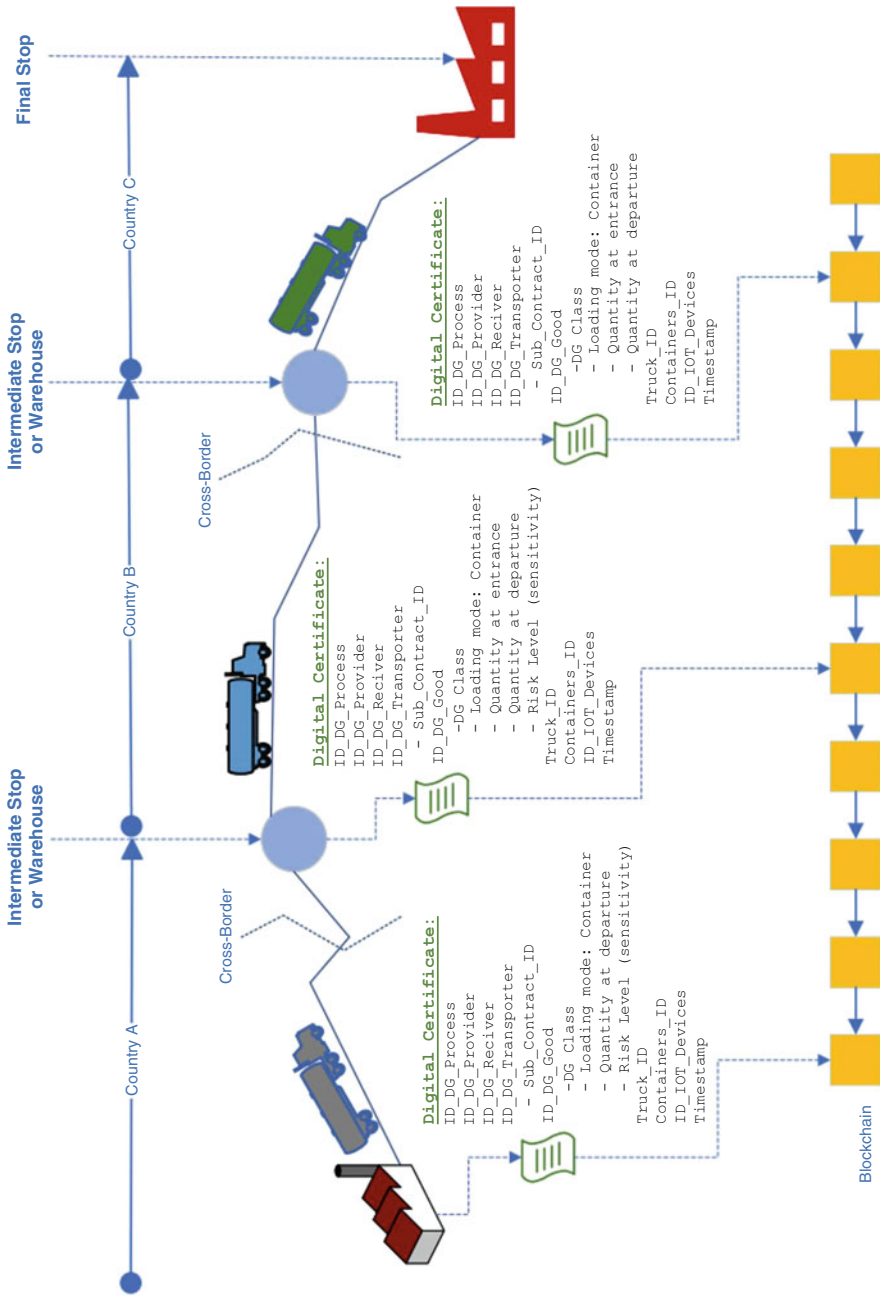 Intermediate Stop
or Warehouse
Intermediate Stop
or Warehouse
Final Stop
Country A
Country B
Country C
Cross-Border
Cross-Border
Digital Certificate:
ID_DG_Process
ID_DG_Provider
ID_DG_Reciver
ID_DG_Transporter
- Sub_Contract_ID
ID_DG_Good
-DG Class
- Loading mode: Container
- Quantity at departure
- Risk Level (sensitivity)
Truck_ID
Containers_ID
ID_IOT_Devices
Timestamp
Digital Certificate:
ID_DG_Process
ID_DG_Provider
ID_DG_Reciver
ID_DG_Transporter
- Sub_Contract_ID
ID_DG_Good
-DG Class
- Loading mode: Container
- Quantity at entrance
- Quantity at departure
- Risk Level (sensitivity)
Truck_ID
Containers_ID
ID_IOT_Devices
Timestamp
Digital Certificate:
ID_DG_Process
ID_DG_Provider
ID_DG_Reciver
ID_DG_Transporter
- Sub_Contract_ID
ID_DG_Good
-DG Class
- Loading mode: Container
- Quantity at entrance
- Quantity at departure
Truck_ID
Containers_ID
ID_IOT_Devices
Timestamp
Blockchain